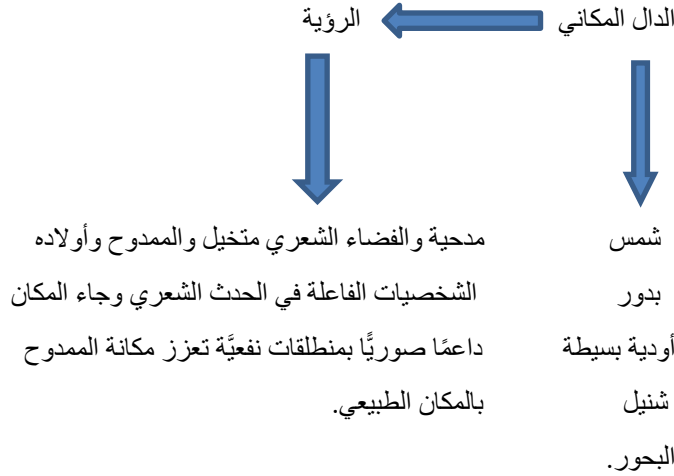 الدال المكاني الرؤية
شمس مدحية والفضاء الشعري متخيل والممدوح وأولاده
بدور الشخصيات الفاعلة في الحدث الشعري وجاء المكان
أودية بسيطة داعمًا صوريًّا بمنطلقات نفعيَّة تعزز مكانة الممدوح
شنيل بالمكان الطبيعي.
البحور.